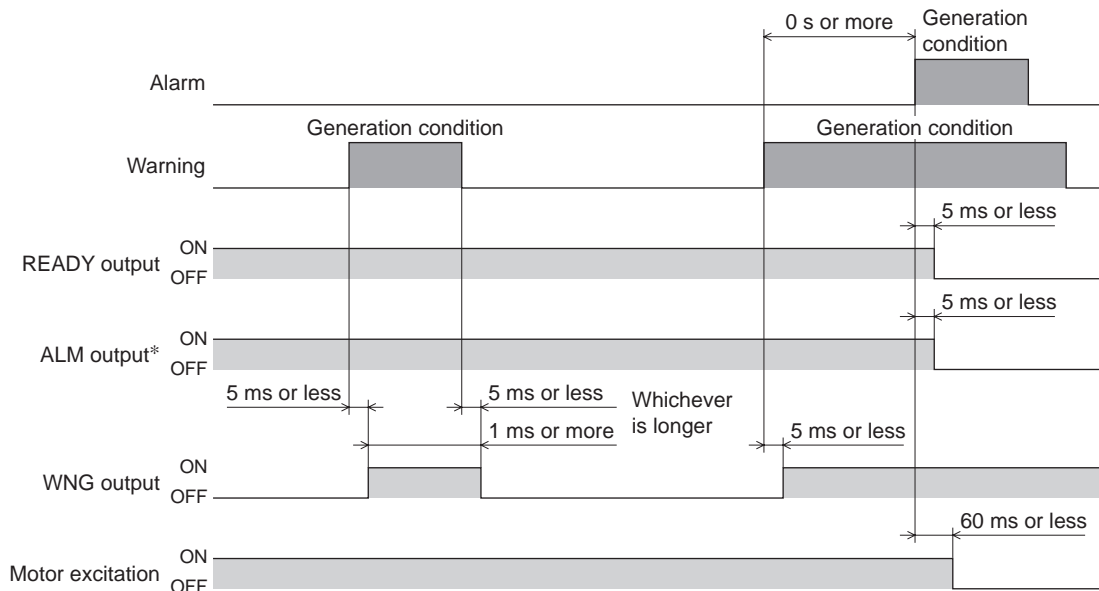 0 s or more
Generation
condition
Alarm
Generation condition
Generation condition
Warning
5 ms or less
ON
READY output
OFF
5 ms or less
ON
ALM output*
OFF
5 ms or less
5 ms or less
Whichever
is longer
1 ms or more
5 ms or less
ON
WNG output
OFF
60 ms or less
ON
Motor excitation
OFF